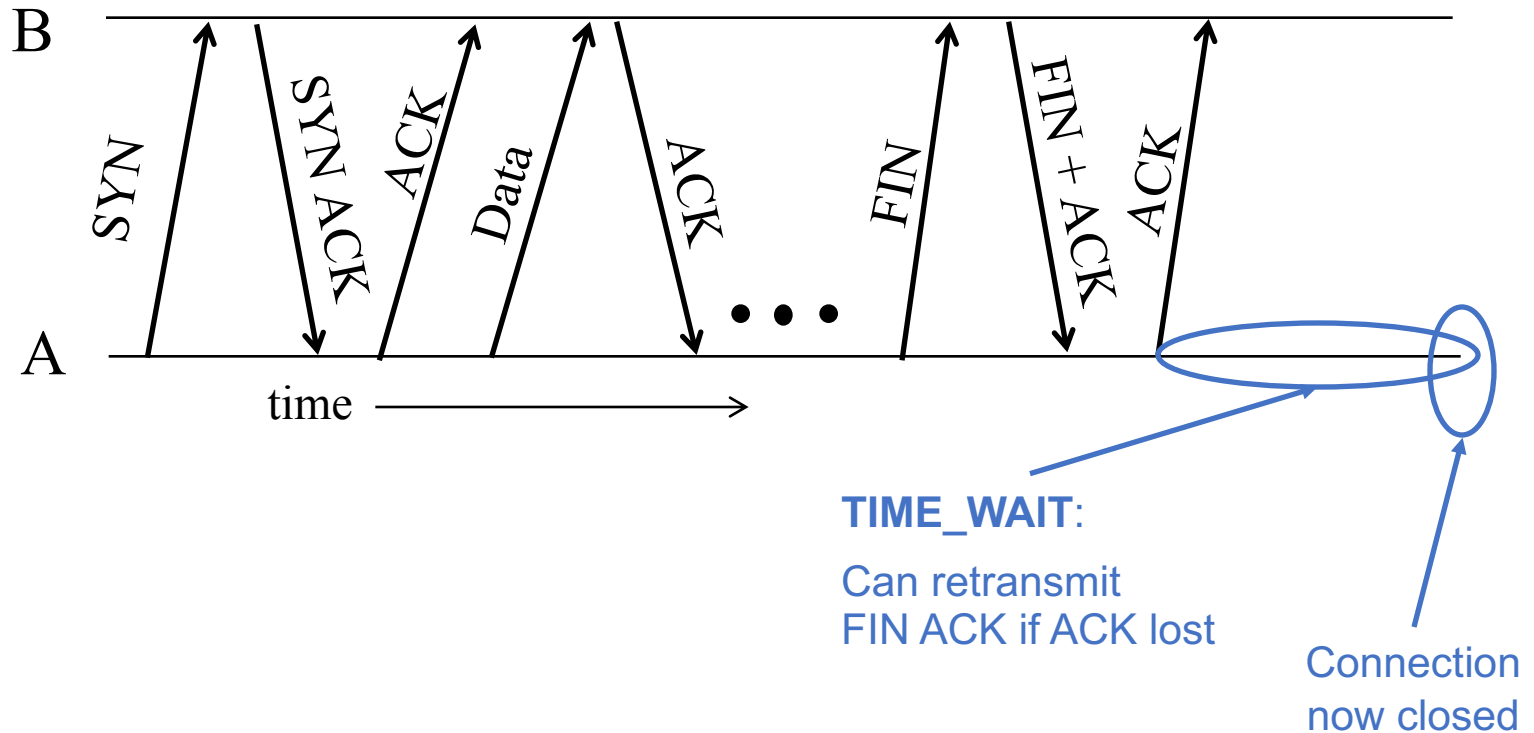 B
SYN
SYN ACK
ACK
Data
ACK
FIN
FIN + ACK
ACK
A
time
TIME_WAIT:
Can retransmit
FIN ACK if ACK lost
Connection
now closed